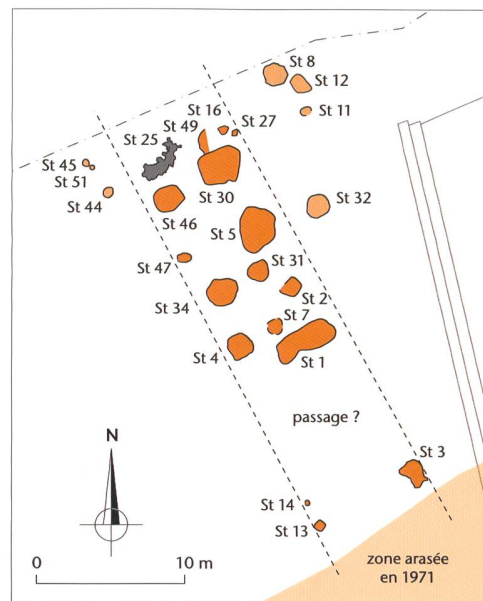 St 8
St 12
St 16
St 27
St 11
St 49
St 25
St 45
St 51
St 44
St 30
St 32
St 46
St 5
St 47
St 31
St 2
St 34
St 7
St 4
St 1
passage ?
St 3
N
St 14
St 13
0
10 m
zone arasée
en 1971